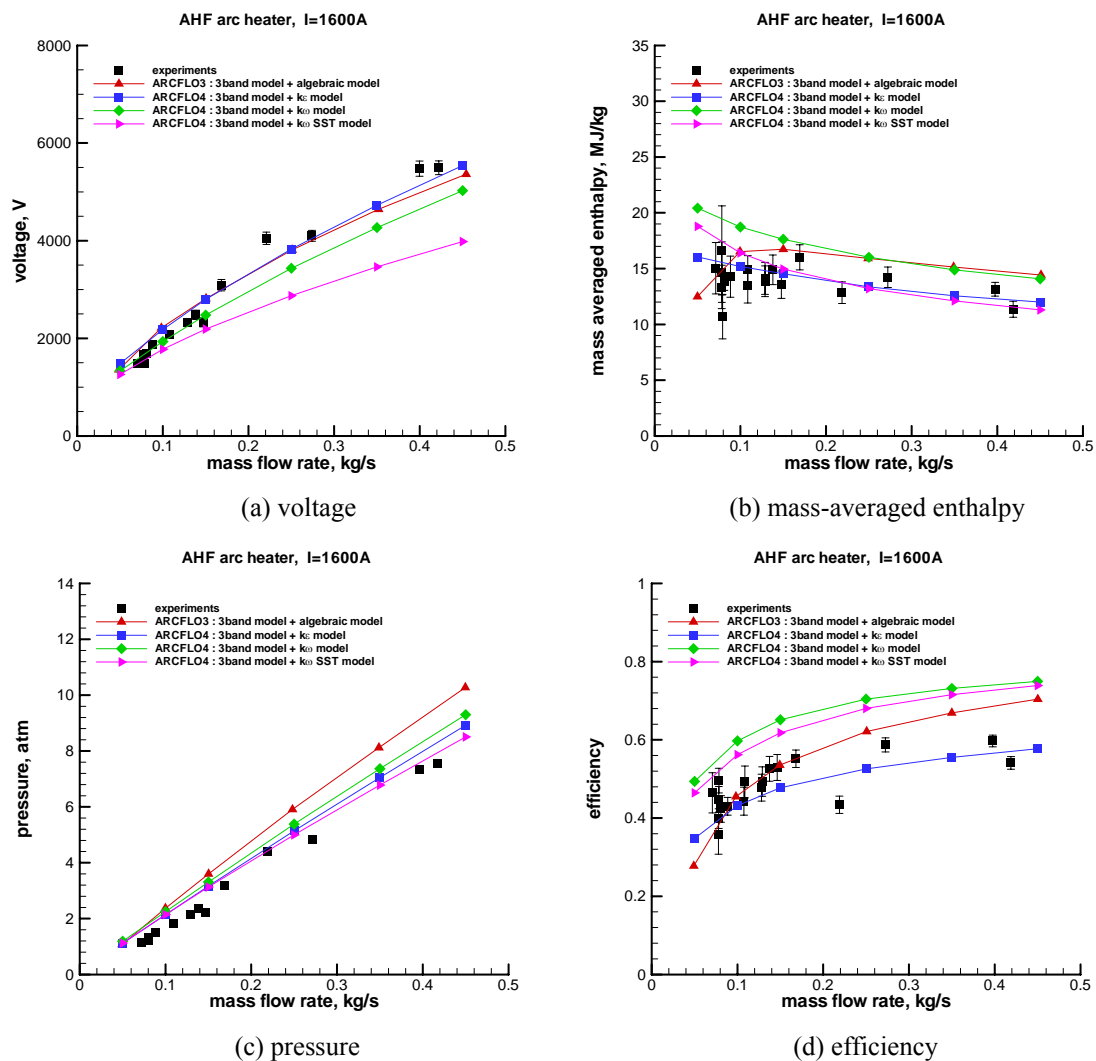 AHF arc heater, I=1600A
8000
6000
4000
2000
0
voltage, V
experiments
ARCFLO3 : 3band model + algebraic model
ARCFLO4 : 3band model + kε model
ARCFLO4 : 3band model + kω model
ARCFLO4 : 3band model + kω SST model
0 0.1 0.2 0.3 0.4 0.5
mass flow rate, kg/s
(a) voltage
AHF arc heater, I=1600A
35
30
25
20
15
10
5
0
mass averaged enthalpy, MJ/kg
experiments
ARCFLO3 : 3band model + algebraic model
ARCFLO4 : 3band model + kε model
ARCFLO4 : 3band model + kω model
ARCFLO4 : 3band model + kω SST model
0 0.1 0.2 0.3 0.4 0.5
mass flow rate, kg/s
(b) mass-averaged enthalpy
AHF arc heater, I=1600A
14
12
10
8
6
4
2
0
pressure, atm
experiments
ARCFLO3 : 3band model + algebraic model
ARCFLO4 : 3band model + kε model
ARCFLO4 : 3band model + kω model
ARCFLO4 : 3band model + kω SST model
0 0.1 0.2 0.3 0.4 0.5
mass flow rate, kg/s
(c) pressure
AHF arc heater, I=1600A
1
0.8
0.6
0.4
0.2
0
efficiency
experiments
ARCFLO3 : 3band model + algebraic model
ARCFLO4 : 3band model + kε model
ARCFLO4 : 3band model + kω model
ARCFLO4 : 3band model + kω SST model
0 0.1 0.2 0.3 0.4 0.5
mass flow rate, kg/s
(d) efficiency